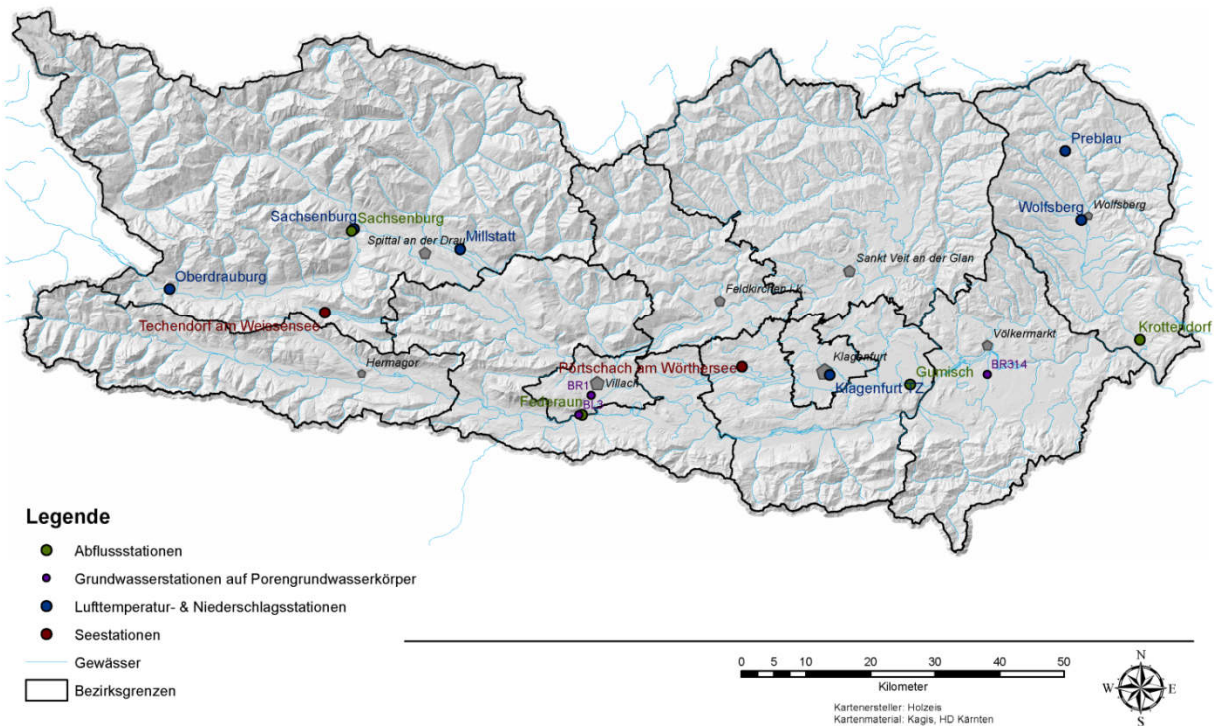 Preblau
Wolfsberg
Wolfsberg
Sachsenburg
Sachsenburg
Spittal an der Drau
Millstatt
Sankt Veit an der Glan
Oberdrauburg
Feldkirchen i.K.
Techendorf am Weissensee
Krottendorf
Völkermarkt
Hermagor
Pörtschach am Wörthersee
Klagenfurt
Gumisch
BR314
BR1
Villach
Klagenfurt TZ
Federaun
BL3
Legende
Abflussstationen
Grundwasserstationen auf Porengrundwasserkörper
Lufttemperatur- & Niederschlagsstationen
Seestationen
Gewässer
Bezirksgrenzen
0 10 20 30 40 50
Kilometer
Kartenersteller: Holzeis
Kartenmaterial: Kagis, HD Kärnten
N
W E
S